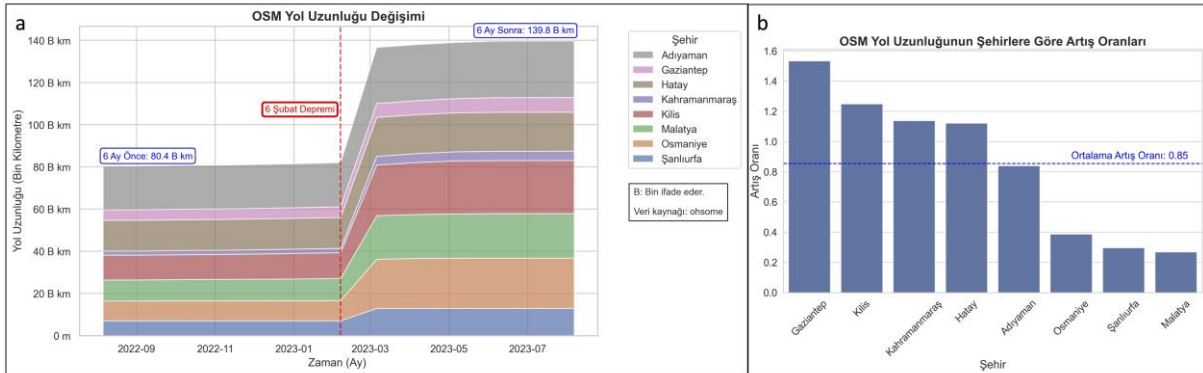 a
OSM Yol Uzunluğu Değişimi
Yol Uzunluğu (Bin Kilometre)
140 B km
120 B km
100 B km
80 B km
60 B km
40 B km
20 B km
0 m
6 Ay Önce: 80.4 B km
6 Şubat Depremi
6 Ay Sonra: 139.8 B km
2022-09
2022-11
2023-01
2023-03
2023-05
2023-07
Zaman (Ay)
Şehir
Adıyaman
Gaziantep
Hatay
Kahramanmaraş
Kilis
Malatya
Osmaniye
Şanlıurfa
B: Bin ifade eder.
Veri kaynağı: ohsome
b
OSM Yol Uzunluğunun Şehirlere Göre Artış Oranları
Artış Oranı
1.6
1.4
1.2
1.0
0.8
0.6
0.4
0.2
0.0
Ortalama Artış Oranı: 0.85
Gaziantep
Kilis
Kahramanmaraş
Hatay
Adıyaman
Osmaniye
Şanlıurfa
Malatya
Şehir